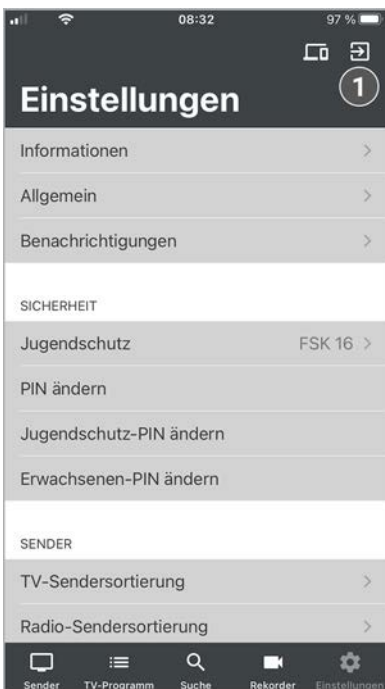 08:32 97 %
Einstellungen
1
Informationen
Allgemein
Benachrichtigungen
SICHERHEIT
Jugendschutz FSK 16
PIN ändern
Jugendschutz-PIN ändern
Erwachsenen-PIN ändern
SENDER
TV-Sendersortierung
Radio-Sendersortierung
Sender TV-Programm Suche Rekorder Einstellungen